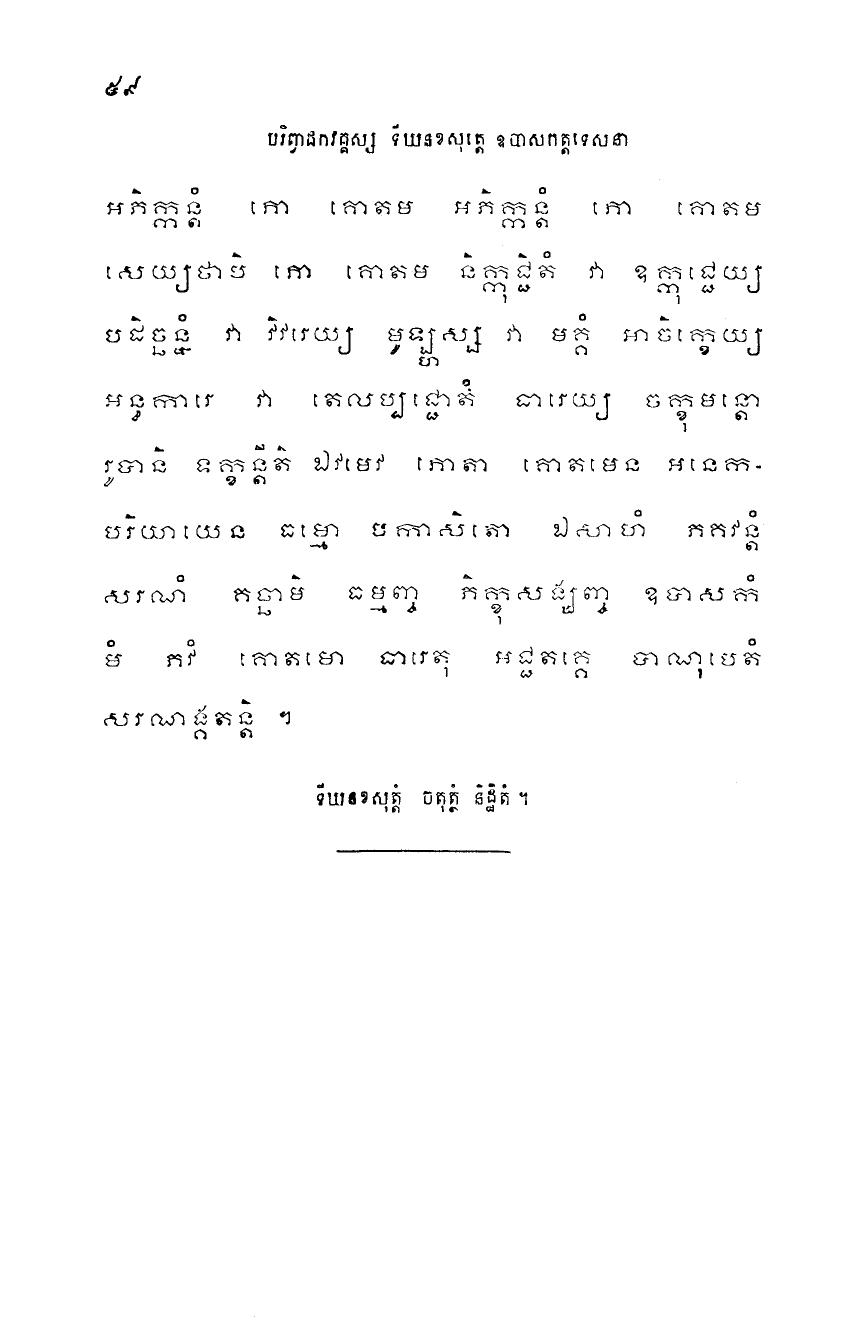 ៥៩
បរិព្វាជកវគ្គស្ស ទីឃនខសុត្តេ ឧបាសកត្តទេសនា
អភិក្កន្តំ ភោ គោតម អភិក្កន្តំ ភោ គោតម
សេយ្យថាបិ ភោ គោតម និក្កុជ្ជិតំ វា ឧក្កុជ្ជេយ្យ
បដិច្ឆន្នំ វា វិវរេយ្យ មូឡ្ហស្ស វា មគ្គំ អាចិក្ខេយ្យ
អន្ធការេ វា តេលប្បជ្ជោតំ ធារេយ្យ ចក្ខុមន្តោ
រូបានិ ទក្ខន្តីតិ ឯវមេវ ភោតា គោតមេន អនេក-
បរិយាយេន ធម្មោ បកាសិតោ ឯសាហំ ភគវន្តំ
សរណំ គច្ឆាមិ ធម្មញ្ច ភិក្ខុសង្ឃញ្ច ឧបាសកំ
មំ ភវំ គោតមោ ធារេតុ អជ្ជតគ្គេ បាណុបេតំ
សរណង្គតន្តិ ។
ទីឃនខសុត្តំ ចតុត្ថំ និដ្ឋិតំ ។